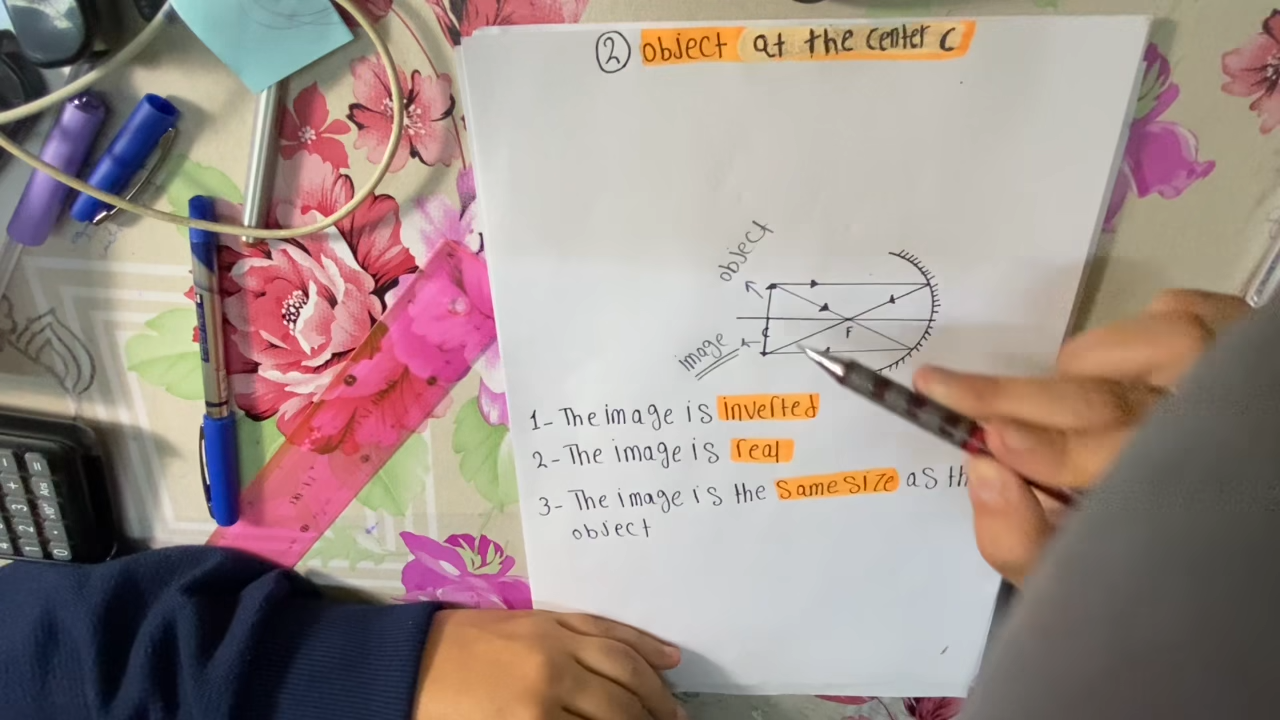 ② object at the center C
object
C
F
image
1- The image is inverted
2- The image is real
3- The image is the same size as th
object